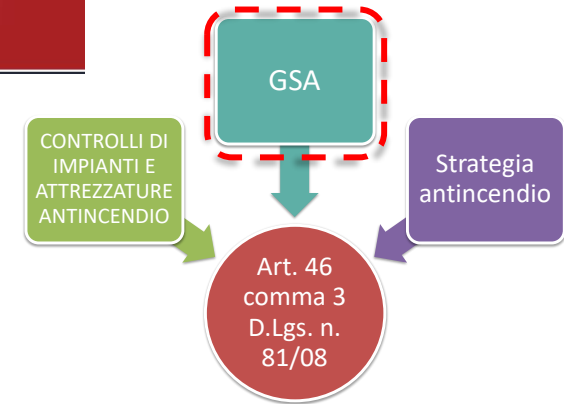 GSA
CONTROLLI DI
IMPIANTI E
ATTREZZATURE
ANTINCENDIO
Strategia
antincendio
Art. 46
comma 3
D.Lgs. n.
81/08